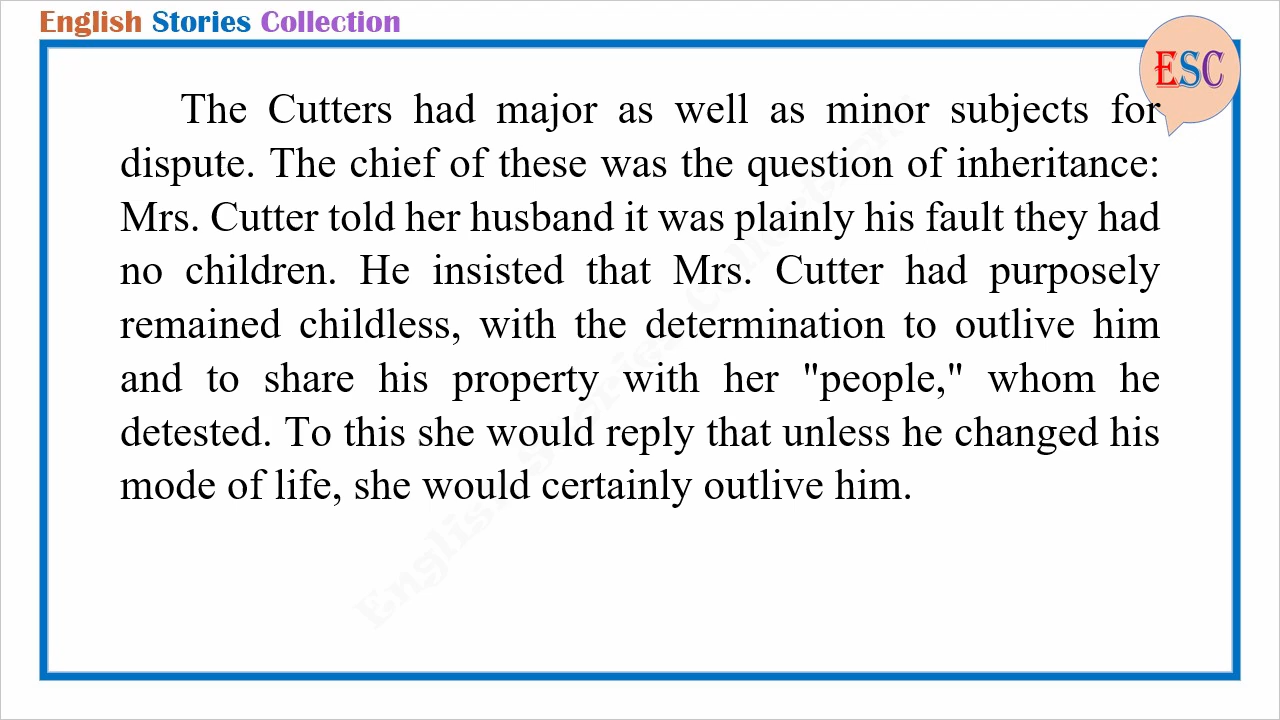 English Stories Collection
ESC
The Cutters had major as well as minor subjects for
dispute. The chief of these was the question of inheritance:
Mrs. Cutter told her husband it was plainly his fault they had
no children. He insisted that Mrs. Cutter had purposely
remained childless, with the determination to outlive him
and to share his property with her "people," whom he
detested. To this she would reply that unless he changed his
mode of life, she would certainly outlive him.
English Stories Collection